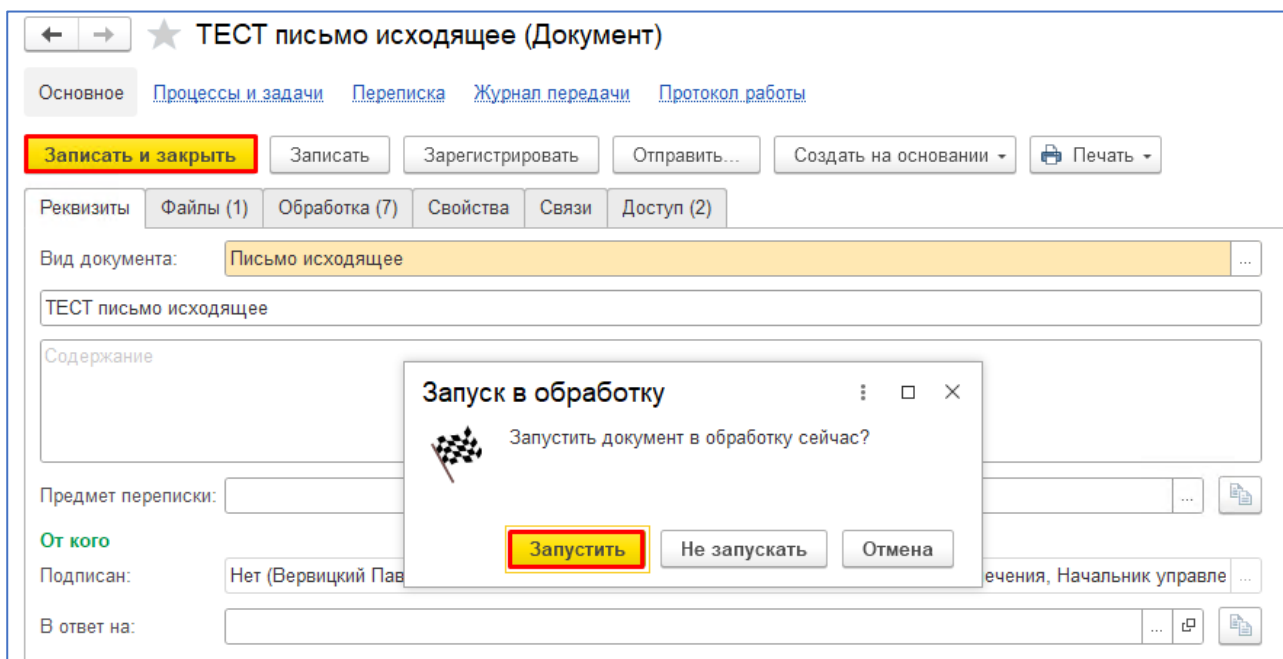 ТЕСТ письмо исходящее (Документ)
Основное Процессы и задачи Переписка Журнал передачи Протокол работы
Записать и закрыть Записать Зарегистрировать Отправить... Создать на основании Печать
Реквизиты Файлы (1) Обработка (7) Свойства Связи Доступ (2)
Вид документа: Письмо исходящее ...
ТЕСТ письмо исходящее
Содержание
Запуск в обработку
Запустить документ в обработку сейчас?
Запустить Не запускать Отмена
Предмет переписки: ...
От кого
Подписан: Нет (Вервицкий Пав ечения, Начальник управле ...
В ответ на: ...